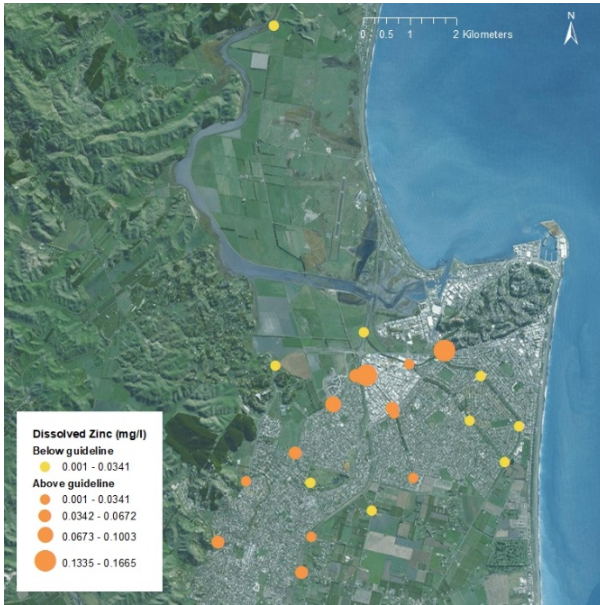 N
0 0.5 1 2 Kilometers
Dissolved Zinc (mg/l)
Below guideline
0.001 - 0.0341
Above guideline
0.001 - 0.0341
0.0342 - 0.0672
0.0673 - 0.1003
0.1335 - 0.1665